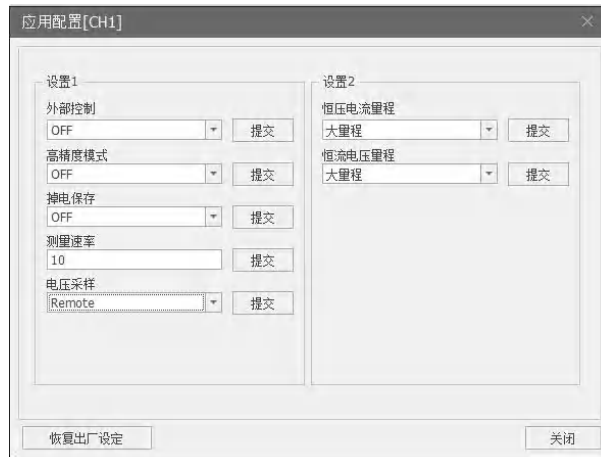 应用配置[CH1]
设置1
外部控制
OFF 提交
高精度模式
OFF 提交
掉电保存
OFF 提交
测量速率
10 提交
电压采样
Remote 提交
设置2
恒压电流量程
大量程 提交
恒流电压量程
大量程 提交
恢复出厂设定
关闭